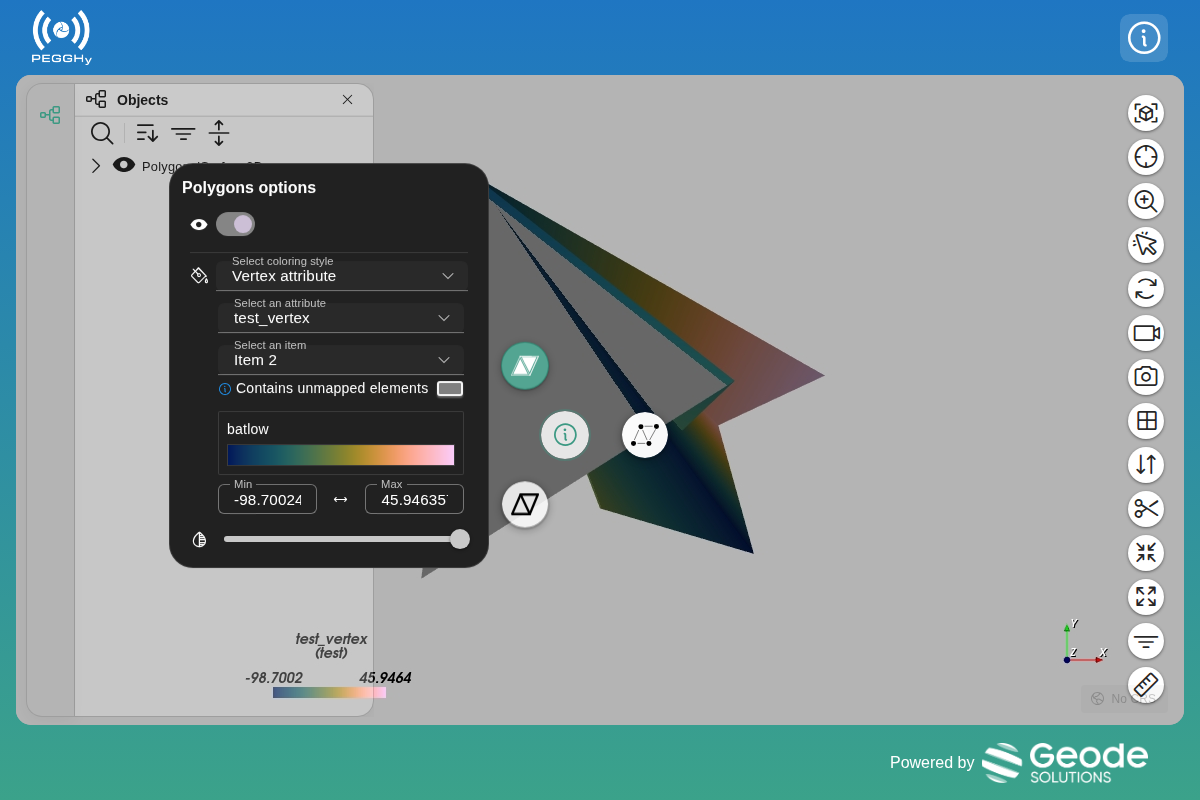 PEGGHy
Objects
Polygons options
Select coloring style
Vertex attribute
Select an attribute
test_vertex
Select an item
Item 2
Contains unmapped elements
batlow
Min
-98.70024
Max
45.94635
test_vertex
(test)
-98.7002
45.9464
Y
Z
X
No CRS
Powered by
Geode
SOLUTIONS